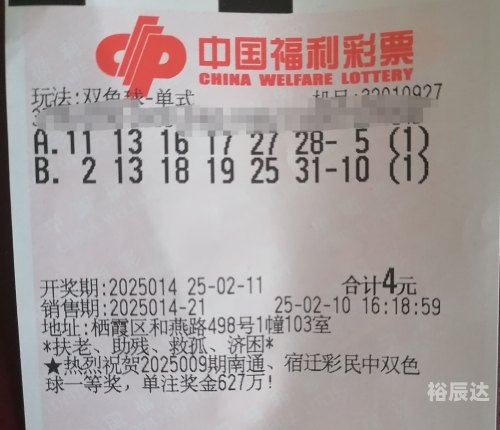 中国福利彩票
CHINA WELFARE LOTTERY
玩法:双色球-单式 机号:32010927
A.11 13 16 17 27 28- 5 (1)
B. 2 13 18 19 25 31-10 (1)
开奖期:2025014 25-02-11 合计4元
销售期:2025014-21 25-02-10 16:18:59
地址:栖霞区和燕路498号1幢103室
*扶老、助残、救孤、济困*
★热烈祝贺2025009期南通、宿迁彩民中双色
球一等奖，单注奖金627万!
裕辰达